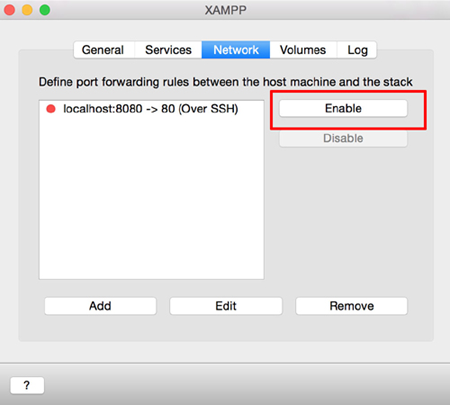 XAMPP
General Services Network Volumes Log
Define port forwarding rules between the host machine and the stack
localhost:8080 -> 80 (Over SSH)
Enable
Disable
Add Edit Remove
?